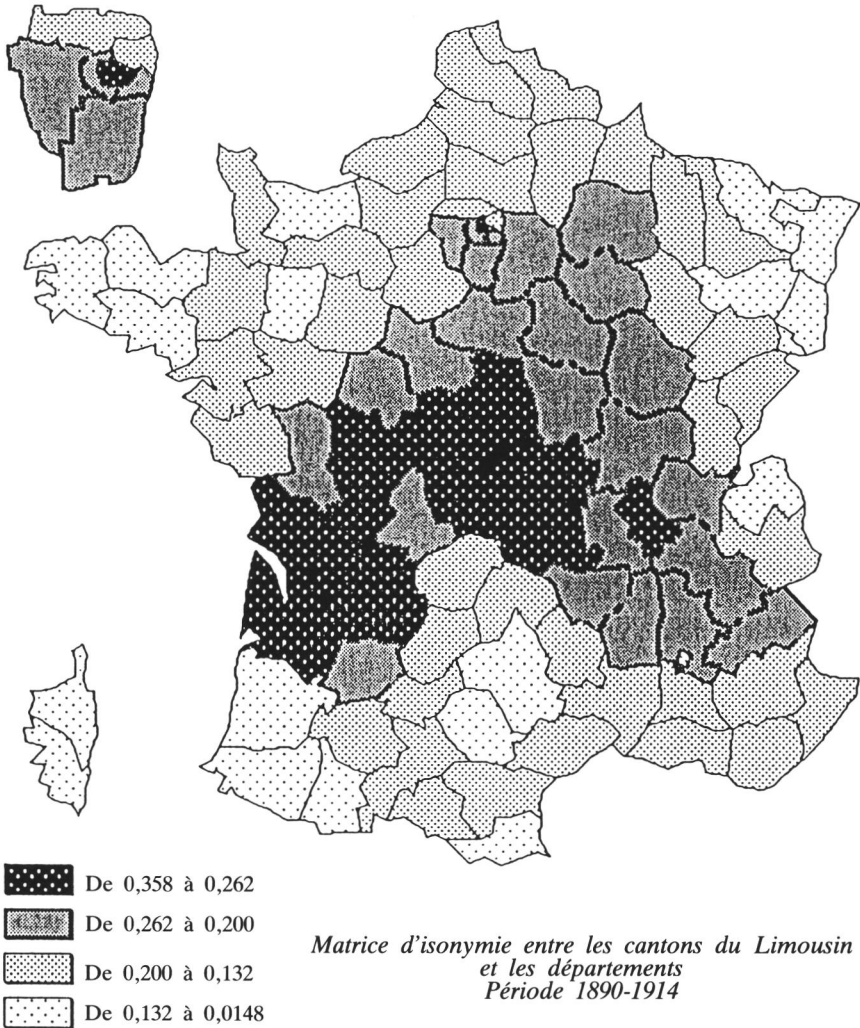 De 0,358 à 0,262
De 0,262 à 0,200
De 0,200 à 0,132
De 0,132 à 0,0148
Matrice d'isonymie entre les cantons du Limousin
et les départements
Période 1890-1914